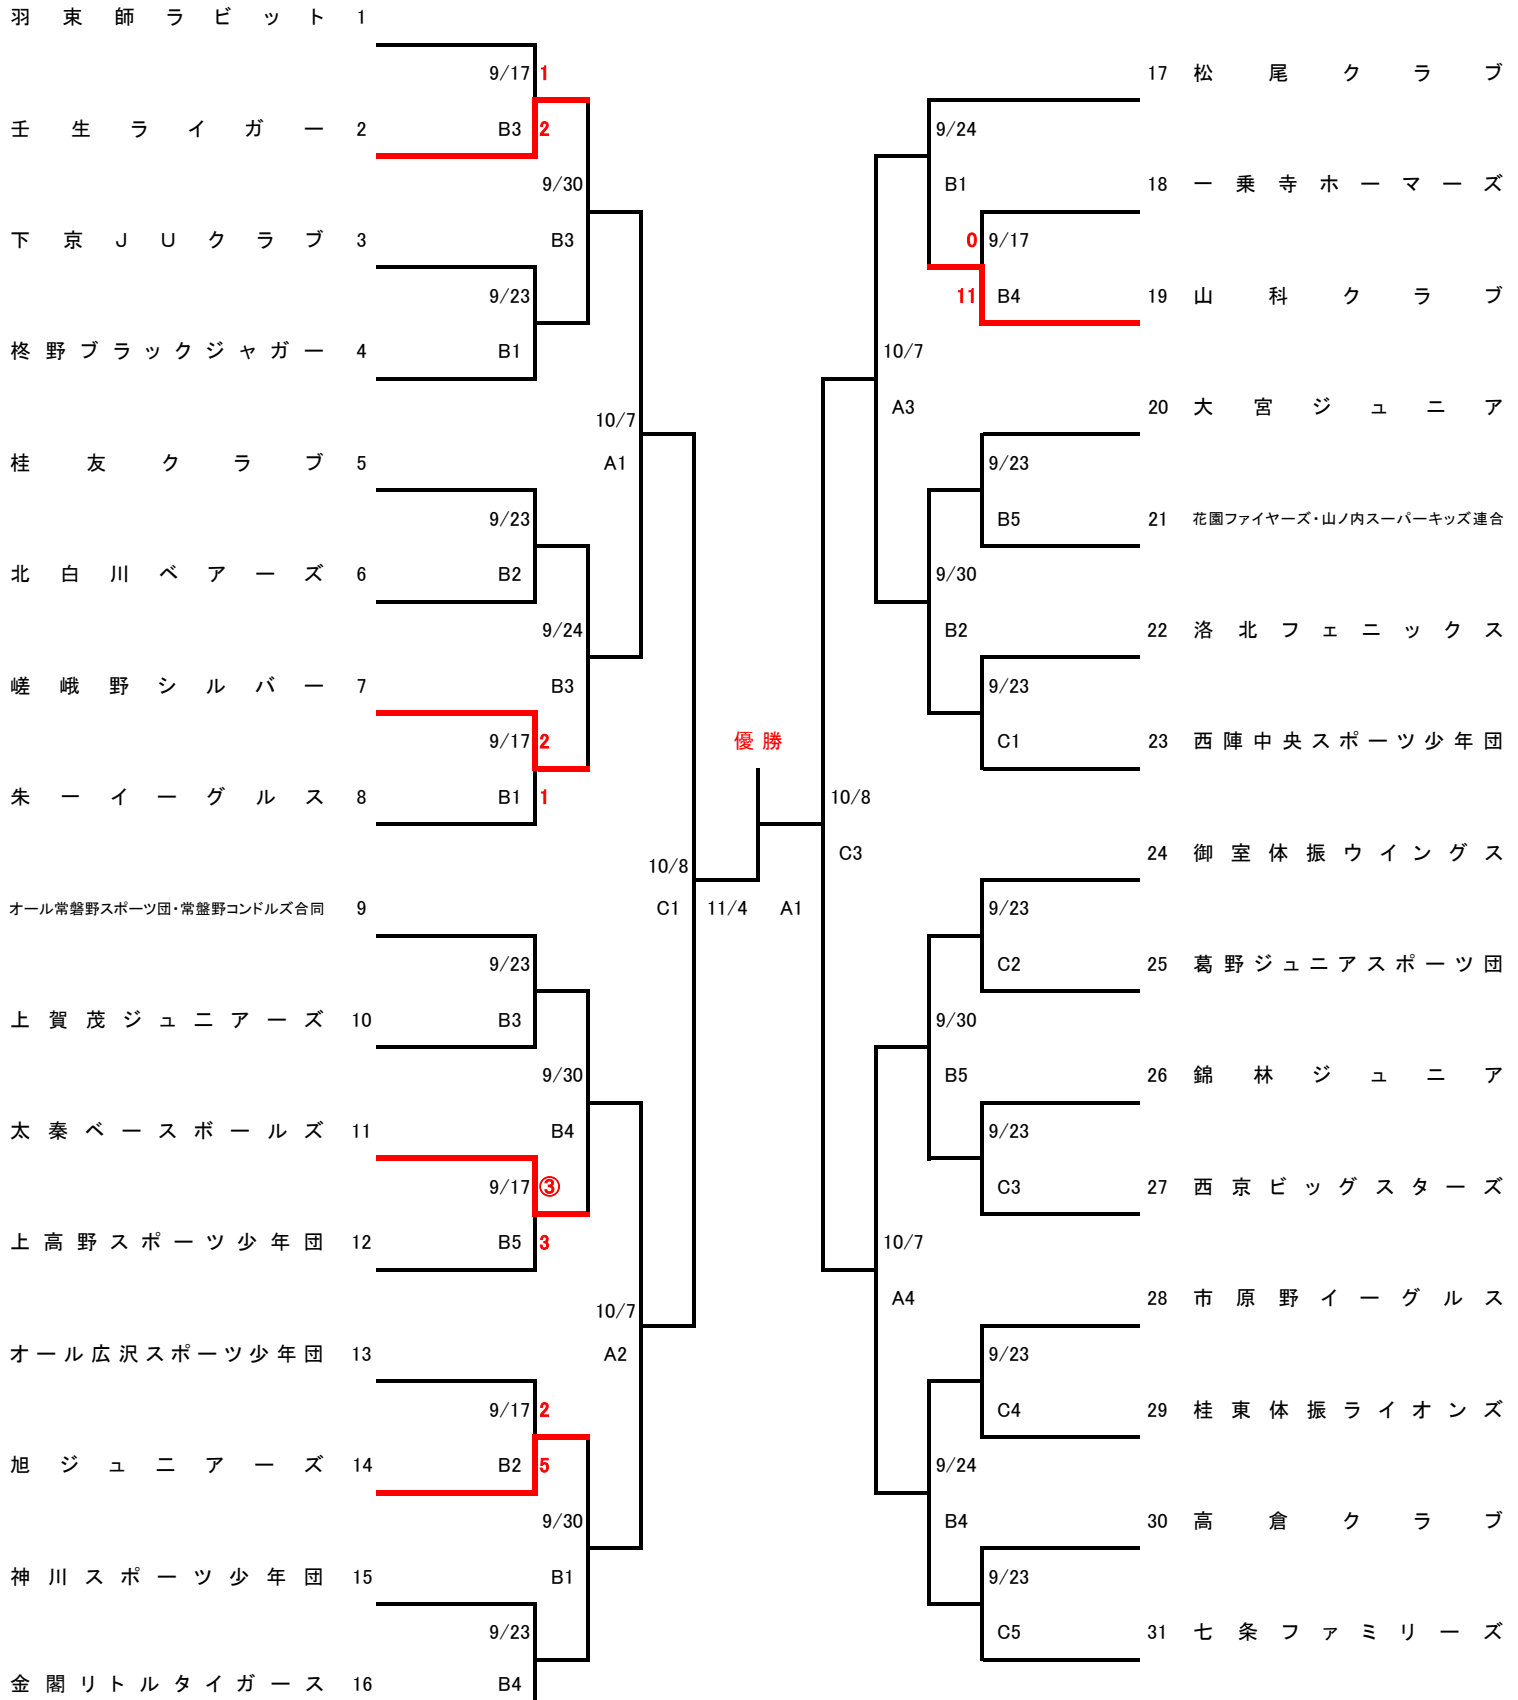 羽束師ラビット 1
9/17 1
17 松尾クラブ
壬生ライガー 2 B3 2
9/24
9/30
B1
18 一乗寺ホーマーズ
下京JUクラブ 3
B3
0 9/17
9/23
11 B4
19 山科クラブ
柊野ブラックジャガー 4 B1
10/7
10/7
A3
20 大宮ジュニア
桂友クラブ 5
A1
9/23
9/23
B5
21 花園ファイヤーズ・山ノ内スーパーキッズ連合
北白川ベアーズ 6 B2
9/30
9/24
B2
22 洛北フェニックス
嵯峨野シルバー 7
B3
9/23
9/17 2
優勝
C1
23 西陣中央スポーツ少年団
朱一イーグルス 8 B1 1
10/8
10/8
C3
24 御室体振ウイングス
オール常磐野スポーツ団・常盤野コンドルズ合同 9
C1 11/4 A1
9/23
9/23
C2
25 葛野ジュニアスポーツ団
上賀茂ジュニアーズ 10 B3
9/30
9/30
B5
26 錦林ジュニア
太秦ベースボールズ 11
B4
9/23
9/17 ③
C3
27 西京ビッグスターズ
上高野スポーツ少年団 12 B5 3
10/7
10/7
A4
28 市原野イーグルス
オール広沢スポーツ少年団 13
A2
9/23
9/17 2
C4
29 桂東体振ライオンズ
旭ジュニアーズ 14 B2 5
9/24
9/30
B4
30 高倉クラブ
神川スポーツ少年団 15
B1
9/23
9/23
C5
31 七条ファミリーズ
金閣リトルタイガース 16 B4